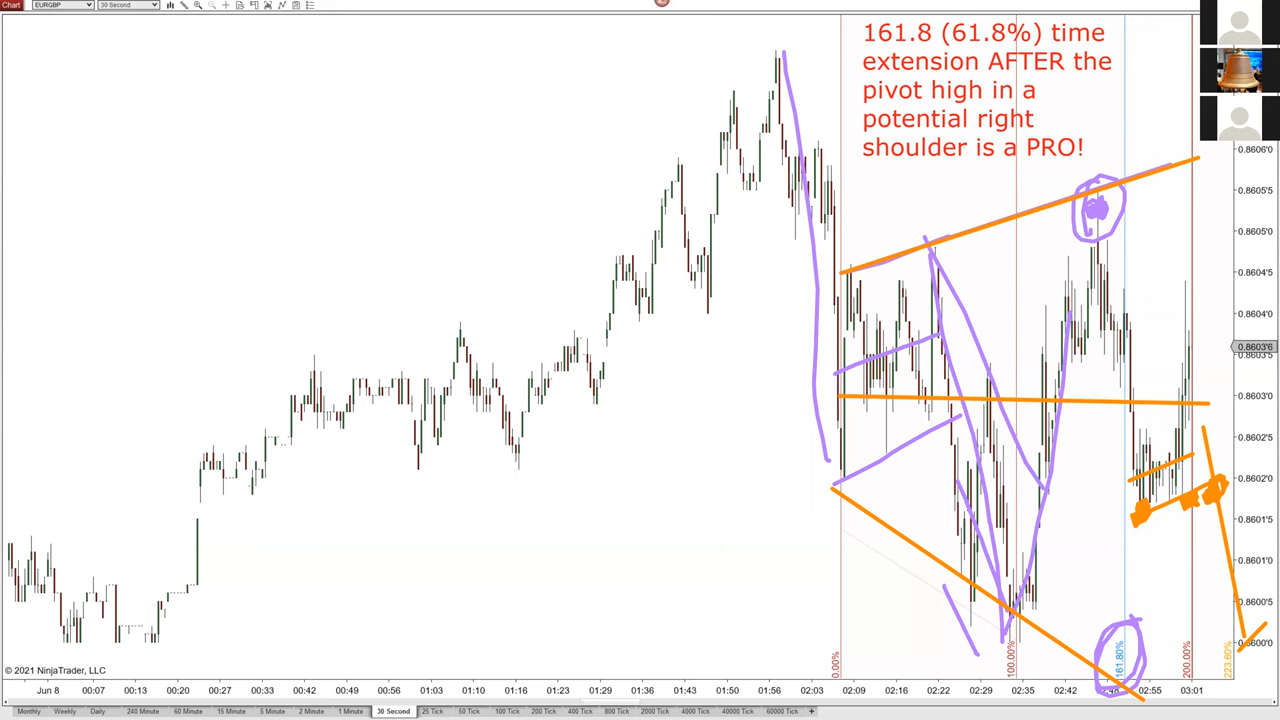 Chart EURGBP 30 Second
161.8 (61.8%) time
extension AFTER the
pivot high in a
potential right
shoulder is a PRO!
0.8606'0
0.8605'5
0.8605'0
0.8604'5
0.8604'0
0.8603'6
0.8603'5
0.8603'0
0.8602'5
0.8602'0
0.8601'5
0.8601'0
0.8600'5
0.8600'0
0.00% 100.00% 161.80% 200.00% 223.60%
© 2021 NinjaTrader, LLC
Jun 8 00:07 00:13 00:20 00:27 00:33 00:42 00:49 00:55 01:02 01:10 01:16 01:23 01:29 01:36 01:43 01:50 01:56 02:03 02:09 02:16 02:22 02:29 02:35 02:42 02:48 02:55 03:01
Monthly Weekly Daily 240 Minute 60 Minute 15 Minute 5 Minute 2 Minute 1 Minute 30 Second 25 Tick 50 Tick 100 Tick 200 Tick 400 Tick 800 Tick 2000 Tick 4000 Tick 40000 Tick 60000 Tick +